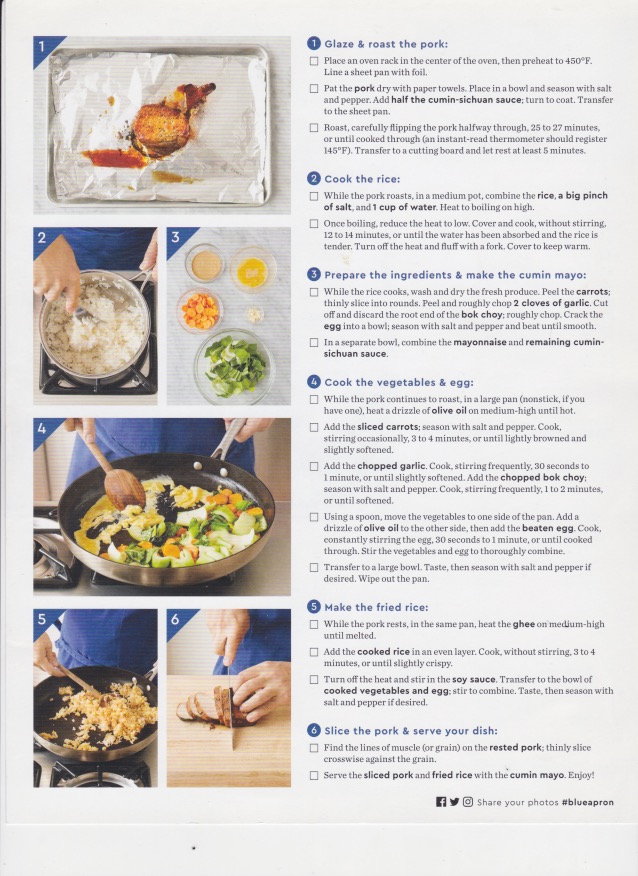 1
2
3
4
5
6
1 Glaze & roast the pork:
Place an oven rack in the center of the oven, then preheat to 450°F.
Line a sheet pan with foil.
Pat the pork dry with paper towels. Place in a bowl and season with salt
and pepper. Add half the cumin-sichuan sauce; turn to coat. Transfer
to the sheet pan.
Roast, carefully flipping the pork halfway through, 25 to 27 minutes,
or until cooked through (an instant-read thermometer should register
145°F). Transfer to a cutting board and let rest at least 5 minutes.
2 Cook the rice:
While the pork roasts, in a medium pot, combine the rice, a big pinch
of salt, and 1 cup of water. Heat to boiling on high.
Once boiling, reduce the heat to low. Cover and cook, without stirring,
12 to 14 minutes, or until the water has been absorbed and the rice is
tender. Turn off the heat and fluff with a fork. Cover to keep warm.
3 Prepare the ingredients & make the cumin mayo:
While the rice cooks, wash and dry the fresh produce. Peel the carrots;
thinly slice into rounds. Peel and roughly chop 2 cloves of garlic. Cut
off and discard the root end of the bok choy; roughly chop. Crack the
egg into a bowl; season with salt and pepper and beat until smooth.
In a separate bowl, combine the mayonnaise and remaining cumin-
sichuan sauce.
4 Cook the vegetables & egg:
While the pork continues to roast, in a large pan (nonstick, if you
have one), heat a drizzle of olive oil on medium-high until hot.
Add the sliced carrots; season with salt and pepper. Cook,
stirring occasionally, 3 to 4 minutes, or until lightly browned and
slightly softened.
Add the chopped garlic. Cook, stirring frequently, 30 seconds to
1 minute, or until slightly softened. Add the chopped bok choy;
season with salt and pepper. Cook, stirring frequently, 1 to 2 minutes,
or until softened.
Using a spoon, move the vegetables to one side of the pan. Add a
drizzle of olive oil to the other side, then add the beaten egg. Cook,
constantly stirring the egg, 30 seconds to 1 minute, or until cooked
through. Stir the vegetables and egg to thoroughly combine.
Transfer to a large bowl. Taste, then season with salt and pepper if
desired. Wipe out the pan.
5 Make the fried rice:
While the pork rests, in the same pan, heat the ghee on medium-high
until melted.
Add the cooked rice in an even layer. Cook, without stirring, 3 to 4
minutes, or until slightly crispy.
Turn off the heat and stir in the soy sauce. Transfer to the bowl of
cooked vegetables and egg; stir to combine. Taste, then season with
salt and pepper if desired.
6 Slice the pork & serve your dish:
Find the lines of muscle (or grain) on the rested pork; thinly slice
crosswise against the grain.
Serve the sliced pork and fried rice with the cumin mayo. Enjoy!
Share your photos #blueapron